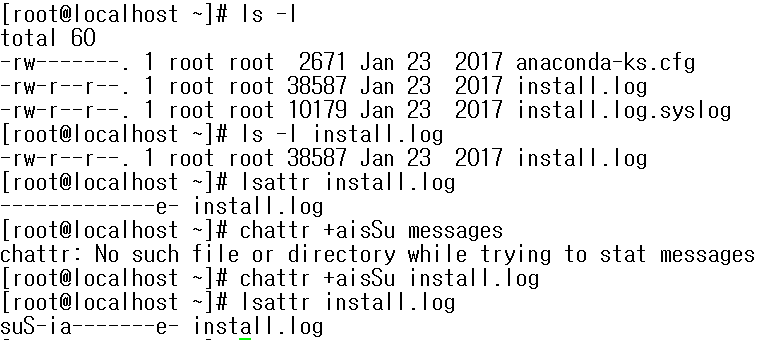 [root@localhost ~]# ls -l
total 60
-rw-------. 1 root root  2671 Jan 23  2017 anaconda-ks.cfg
-rw-r--r--. 1 root root 38587 Jan 23  2017 install.log
-rw-r--r--. 1 root root 10179 Jan 23  2017 install.log.syslog
[root@localhost ~]# ls -l install.log
-rw-r--r--. 1 root root 38587 Jan 23  2017 install.log
[root@localhost ~]# lsattr install.log
-------------e- install.log
[root@localhost ~]# chattr +aisSu messages
chattr: No such file or directory while trying to stat messages
[root@localhost ~]# chattr +aisSu install.log
[root@localhost ~]# lsattr install.log
suS-ia-------e- install.log